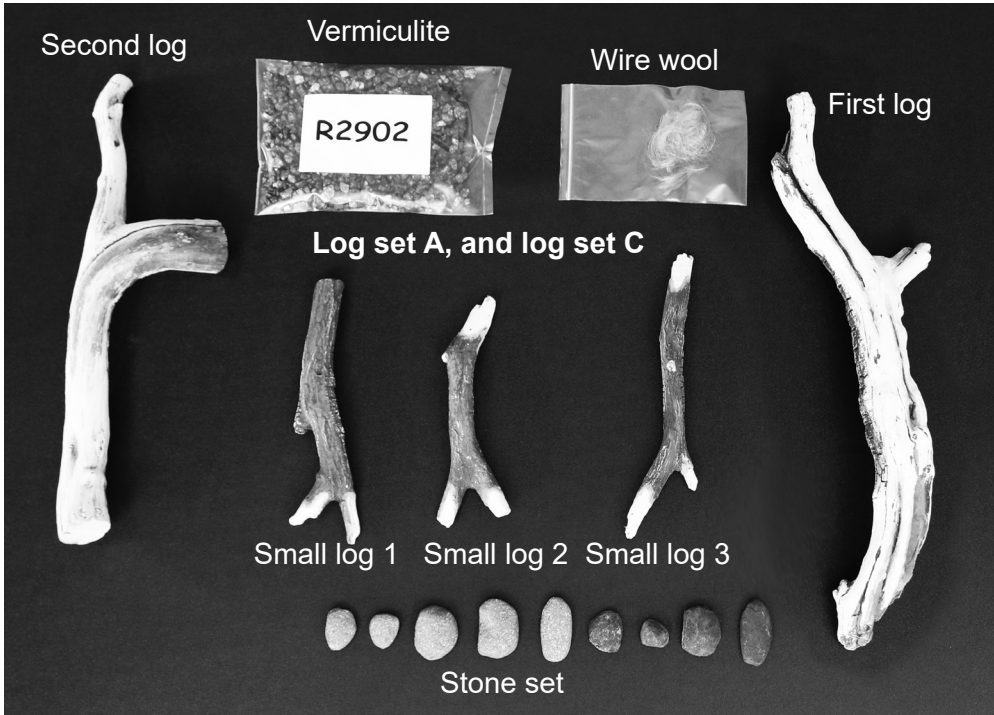 Second log
Vermiculite
Wire wool
First log
R2902
Log set A, and log set C
Small log 1
Small log 2
Small log 3
Stone set